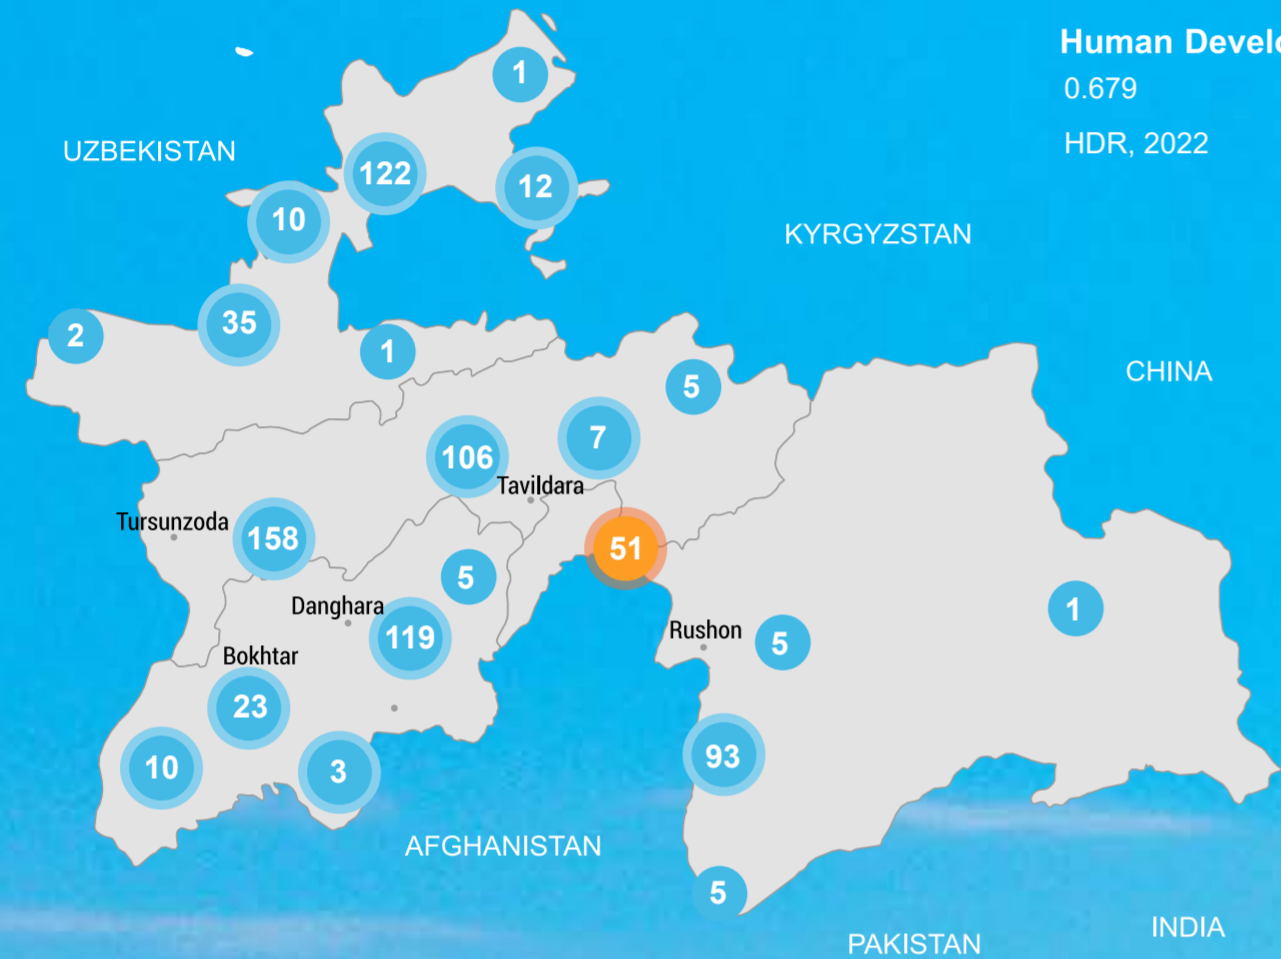 Human Develo
0.679
HDR, 2022
1
UZBEKISTAN
122
12
10
KYRGYZSTAN
35
2
1
CHINA
5
7
106
Tavildara
Tursunzoda
158
51
5
Danghara
119
1
Rushon
5
Bokhtar
23
93
10
3
AFGHANISTAN
5
INDIA
PAKISTAN